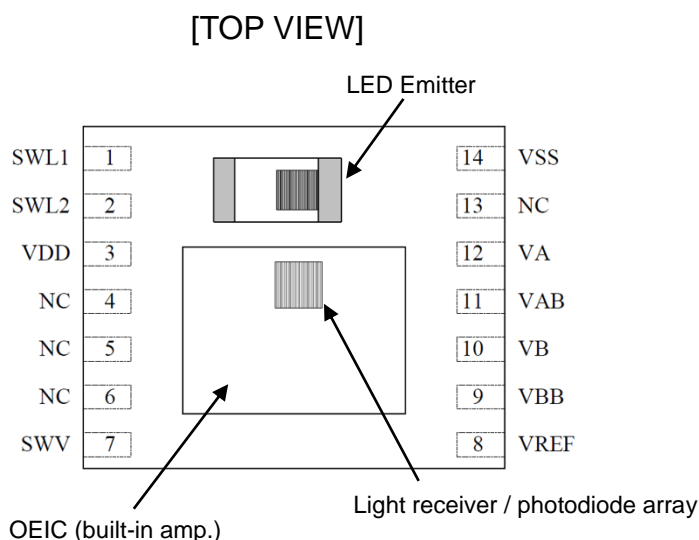 [TOP VIEW]
LED Emitter
SWL1 1 14 VSS
SWL2 2 13 NC
VDD 3 12 VA
NC 4 11 VAB
NC 5 10 VB
NC 6 9 VBB
SWV 7 8 VREF
Light receiver / photodiode array
OEIC (built-in amp.)